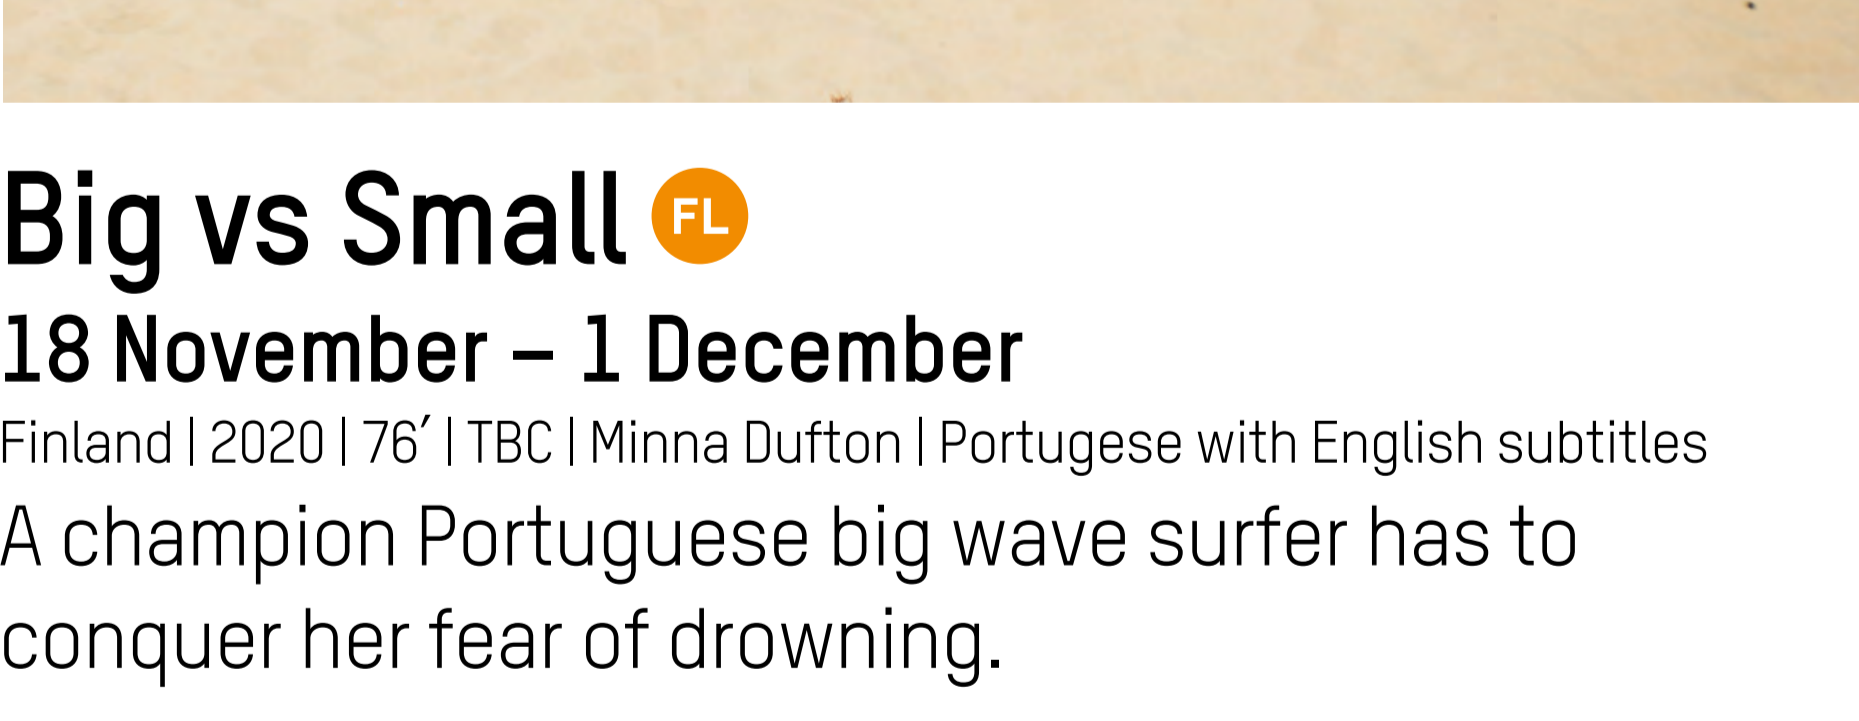 Big vs Small FL
18 November – 1 December
Finland | 2020 | 76′ | TBC | Minna Dufton | Portugese with English subtitles
A champion Portuguese big wave surfer has to
conquer her fear of drowning.